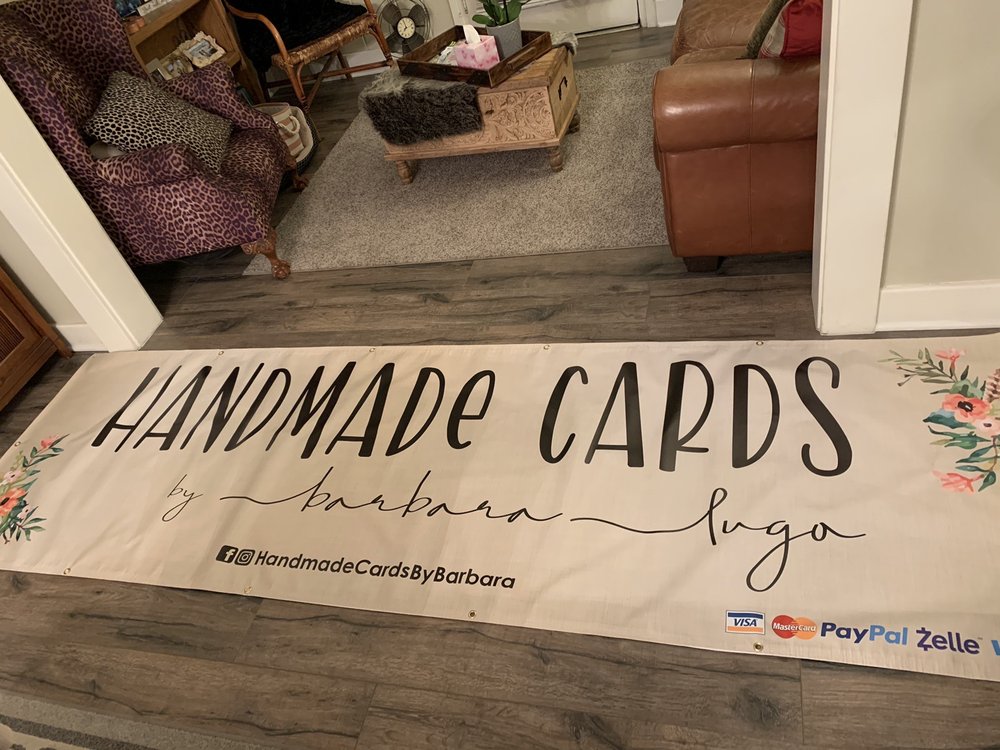 HANDMADe CARDS
by barbara lugo
HandmadeCardsByBarbara
VISA MasterCard PayPal Zelle